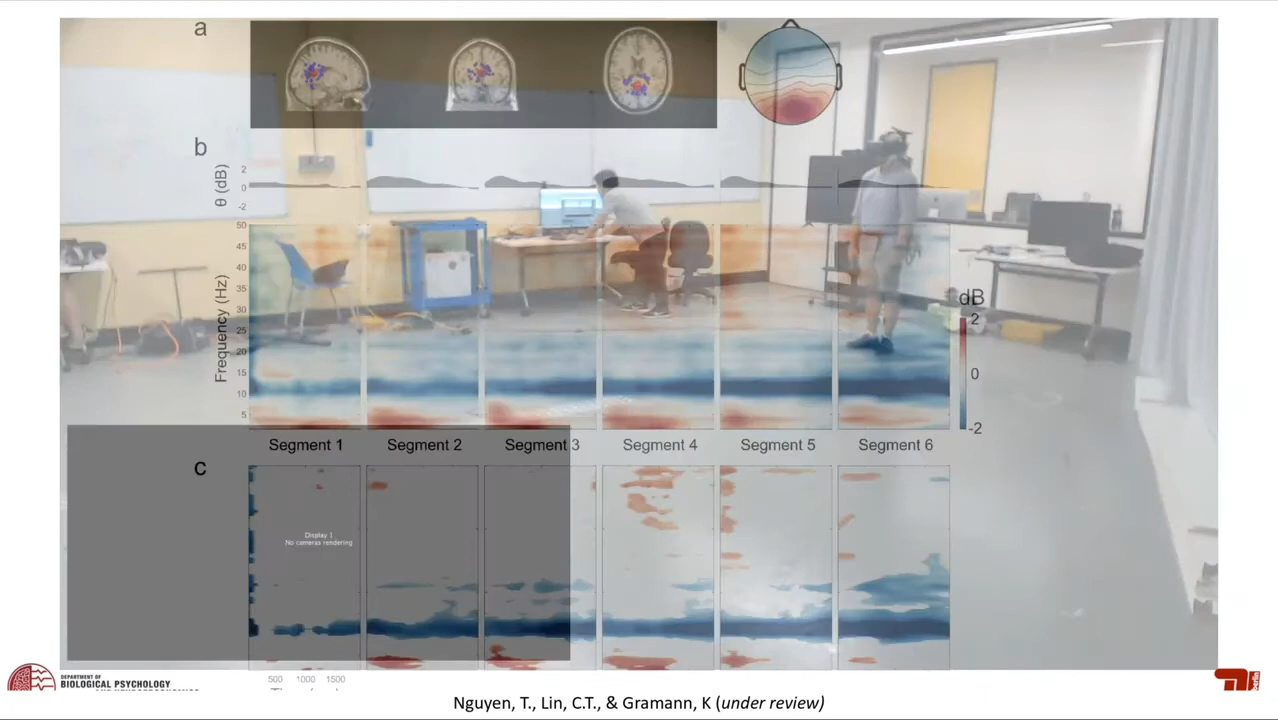 a
b
θ (dB)
2
0
-2
Frequency (Hz)
50
45
40
35
30
25
20
15
10
5
dB
2
0
-2
Segment 1
Segment 2
Segment 3
Segment 4
Segment 5
Segment 6
c
Display 1
No cameras rendering
500 1000 1500
DEPARTMENT OF
BIOLOGICAL PSYCHOLOGY
Nguyen, T., Lin, C.T., & Gramann, K (under review)